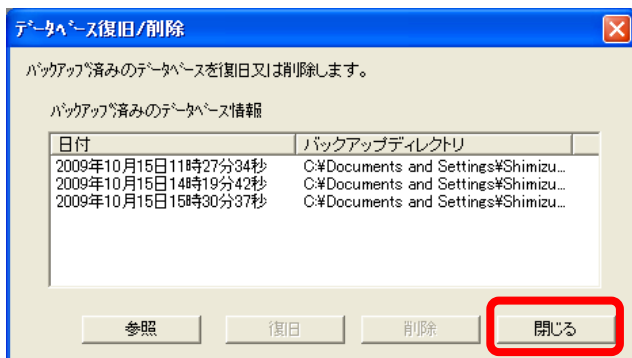 ﾃﾞｰﾀﾍﾞｰｽ復旧/削除
ﾊﾞｯｸｱｯﾌﾟ済みのﾃﾞｰﾀﾍﾞｰｽを復旧又は削除します。
ﾊﾞｯｸｱｯﾌﾟ済みのﾃﾞｰﾀﾍﾞｰｽ情報
日付 バックアップディレクトリ
2009年10月15日11時27分34秒 C:¥Documents and Settings¥Shimizu...
2009年10月15日14時19分42秒 C:¥Documents and Settings¥Shimizu...
2009年10月15日15時30分37秒 C:¥Documents and Settings¥Shimizu...
参照 復旧 削除 閉じる